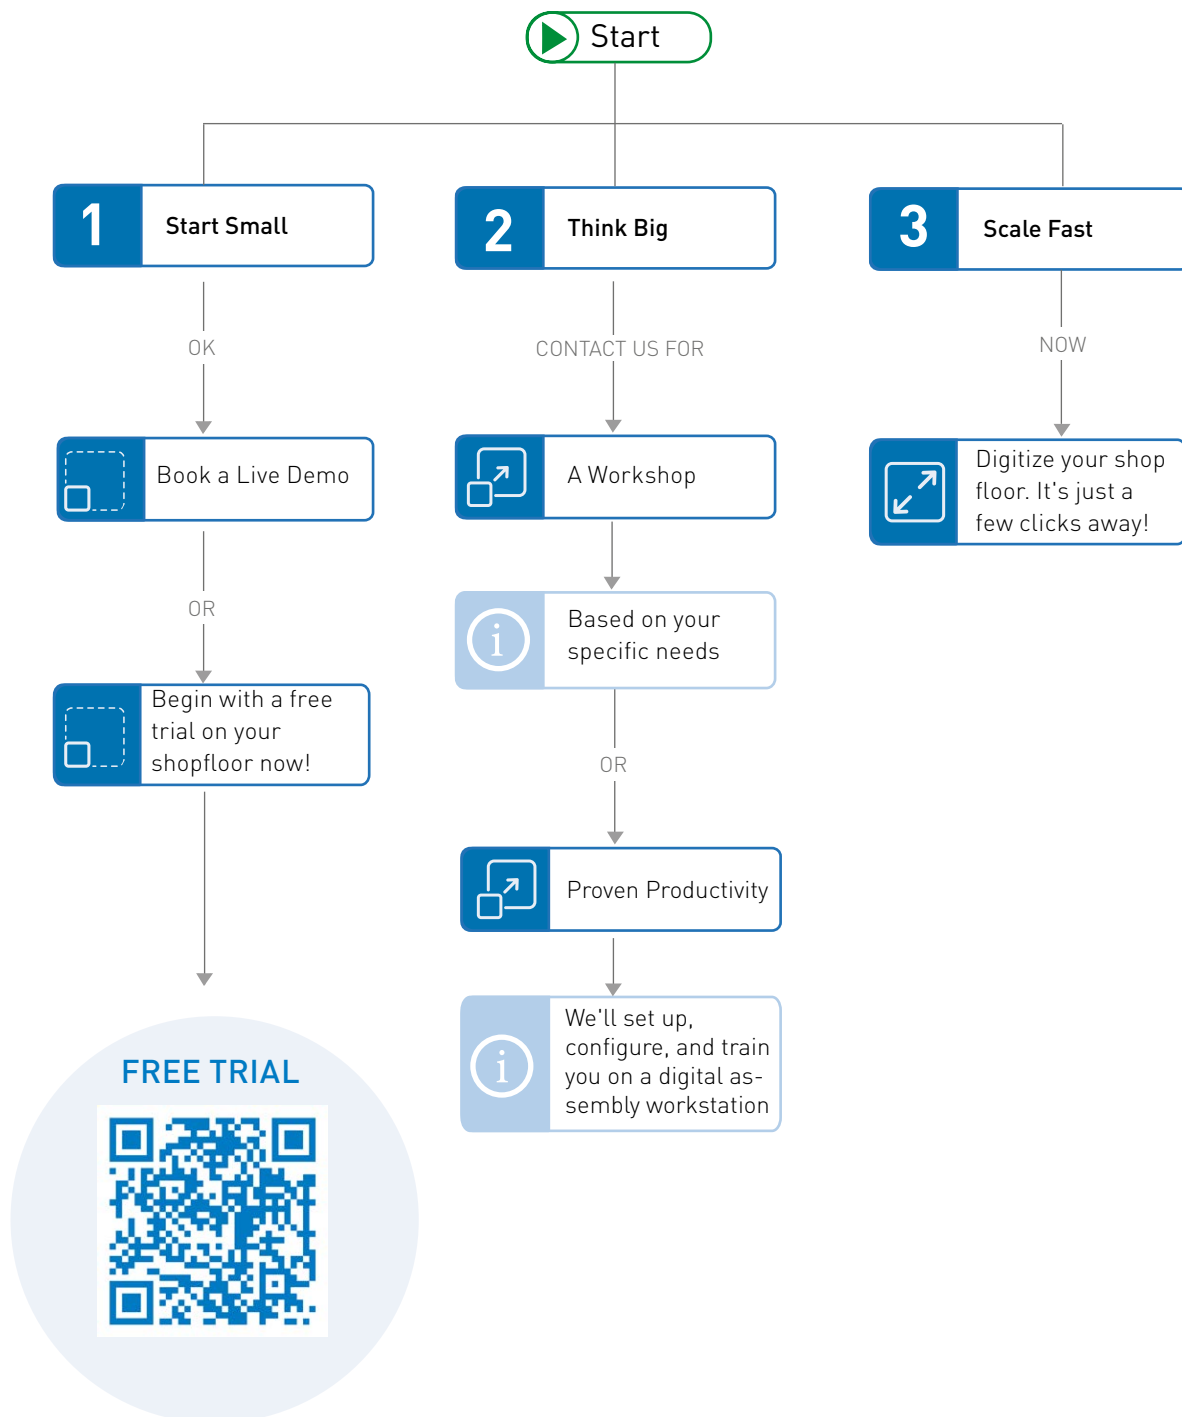 Start
1
Start Small
2
Think Big
3
Scale Fast
OK
CONTACT US FOR
NOW
Book a Live Demo
A Workshop
Digitize your shop
floor. It's just a
few clicks away!
OR
i
Based on your
specific needs
Begin with a free
trial on your
shopfloor now!
OR
Proven Productivity
i
We'll set up,
configure, and train
you on a digital as-
sembly workstation
FREE TRIAL